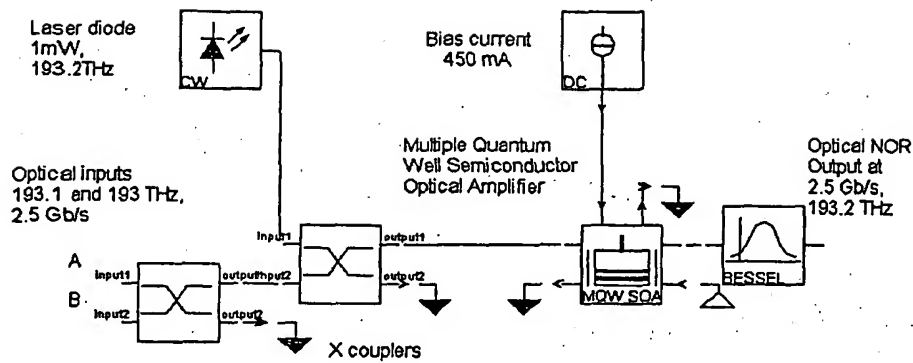 Laser diode
1mW,
193.2THz
CW
Bias current
450 mA
DC
Multiple Quantum
Well Semiconductor
Optical Amplifier
Optical NOR
Output at
2.5 Gb/s,
193.2 THz
Optical inputs
193.1 and 193 THz,
2.5 Gb/s
input1
output1
output2
A
input1
output
input2
B
input2
output2
MQW SOA
BESSEL
X couplers